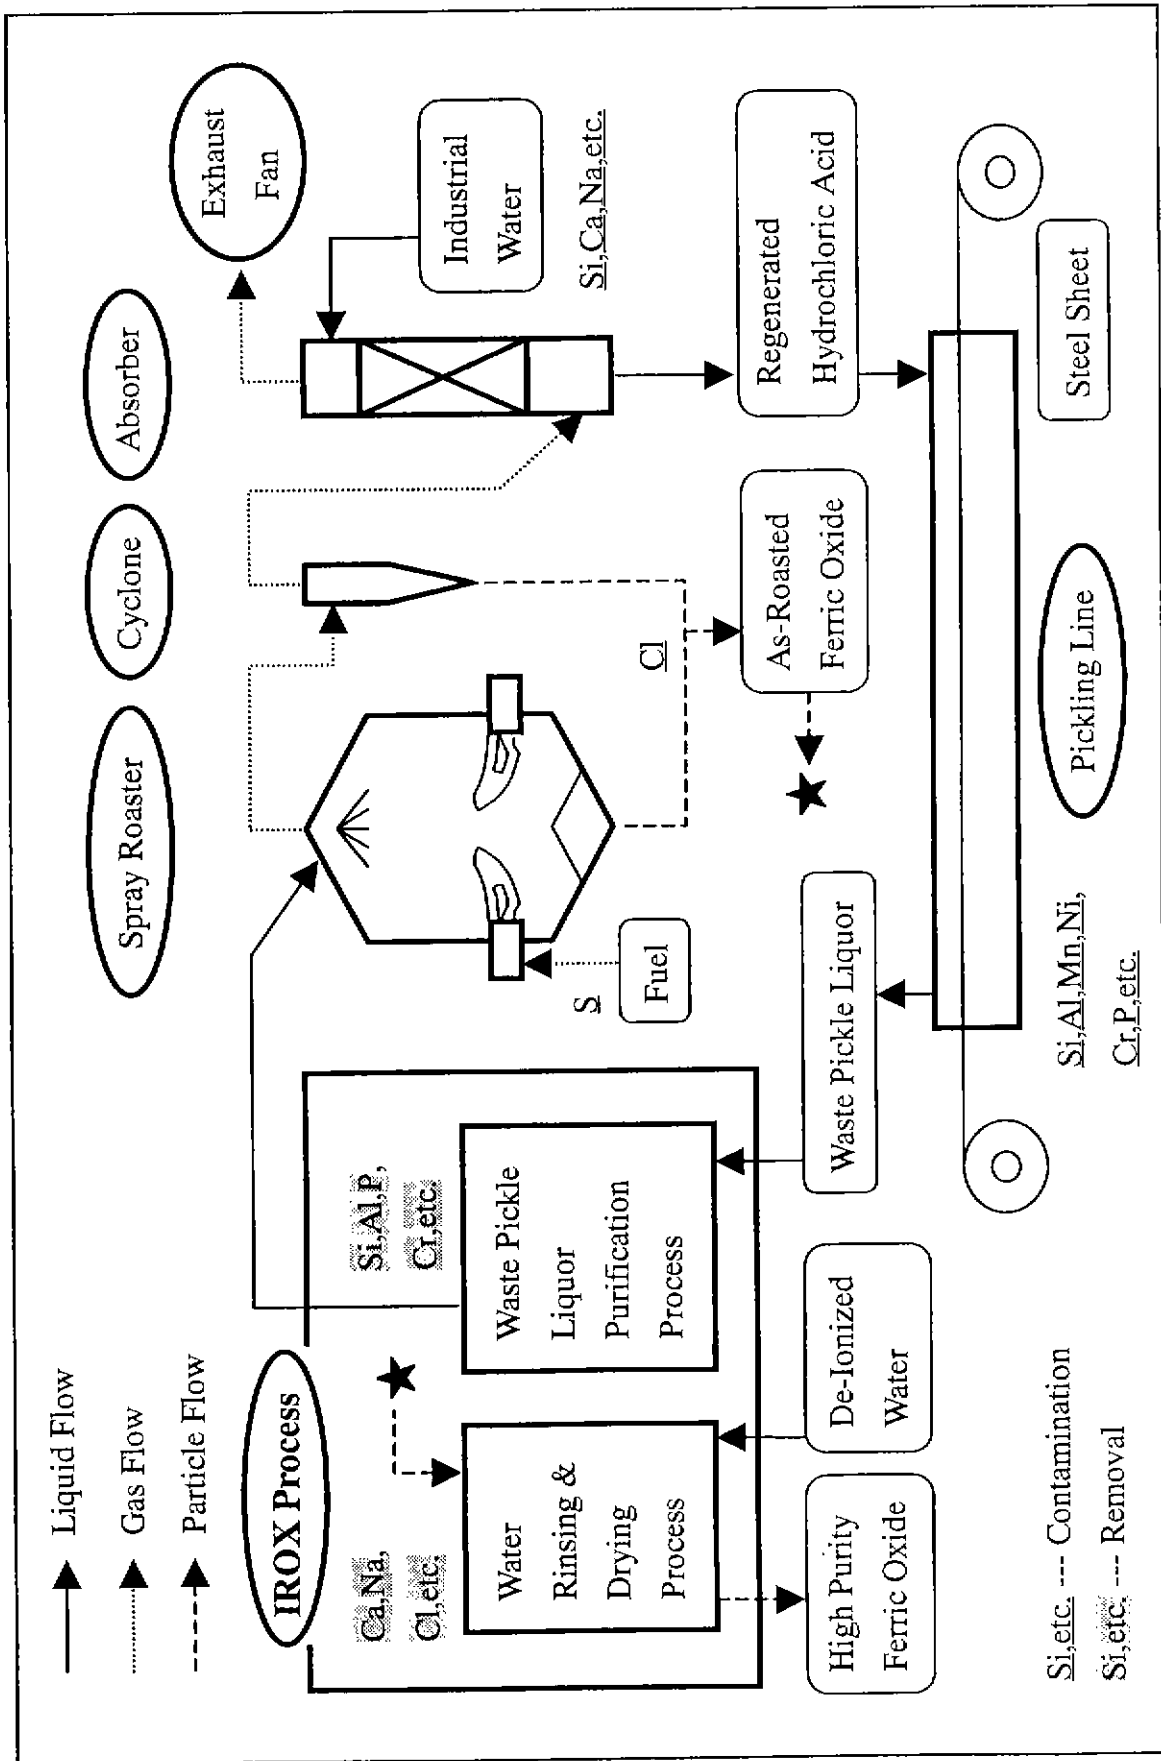 Liquid Flow
Gas Flow
Particle Flow
Spray Roaster
Cyclone
Absorber
Exhaust
Fan
IROX Process
Ca,Na,
Cl,etc.
Si,Al,P,
Cr,etc.
Water
Rinsing &
Drying
Process
Waste Pickle
Liquor
Purification
Process
S
Fuel
Cl
Industrial
Water
Si,Ca,Na,etc.
High Purity
Ferric Oxide
De-Ionized
Water
Waste Pickle Liquor
As-Roasted
Ferric Oxide
Regenerated
Hydrochloric Acid
Si,etc. --- Contamination
Si,etc. --- Removal
Si,Al,Mn,Ni,
Cr,P,etc.
Pickling Line
Steel Sheet